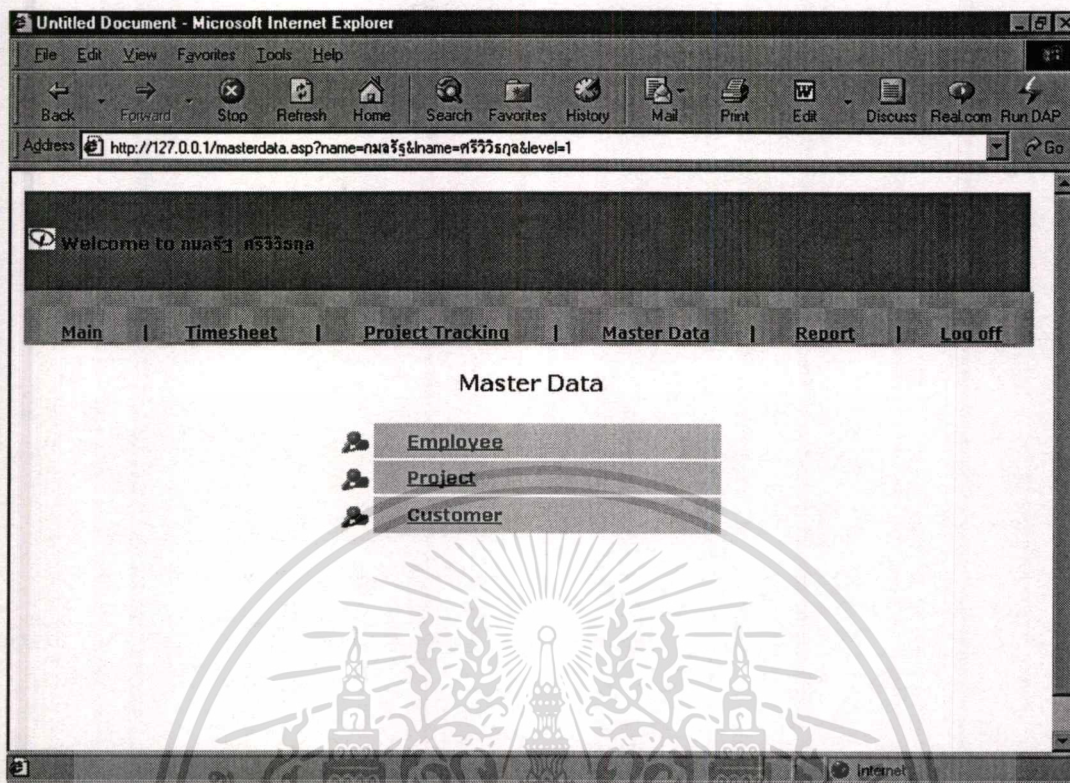 Untitled Document - Microsoft Internet Explorer
File Edit View Favorites Tools Help
Back Forward Stop Refresh Home Search Favorites History Mail Print Edit Discuss Real.com Run DAP
Address http://127.0.0.1/masterdata.asp?name=กมลรัฐ&lname=ศรีวิวิธกุล&level=1 Go
Welcome to กมลรัฐ ศรีวิวิธกุล
Main | Timesheet | Project Tracking | Master Data | Report | Log off
Master Data
Employee
Project
Customer
Internet